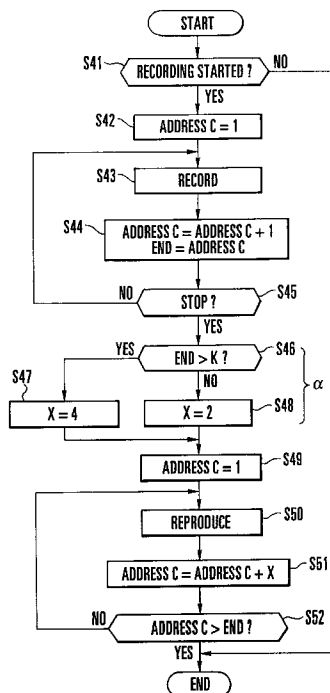 START
S41
RECORDING STARTED ?
NO
YES
S42
ADDRESS C = 1
S43
RECORD
S44
ADDRESS C = ADDRESS C + 1
END = ADDRESS C
NO
STOP ?
S45
YES
YES
END > K ?
S46
S47
NO
α
X = 4
X = 2
S48
ADDRESS C = 1
S49
REPRODUCE
S50
S51
ADDRESS C = ADDRESS C + X
NO
ADDRESS C > END ?
S52
YES
END